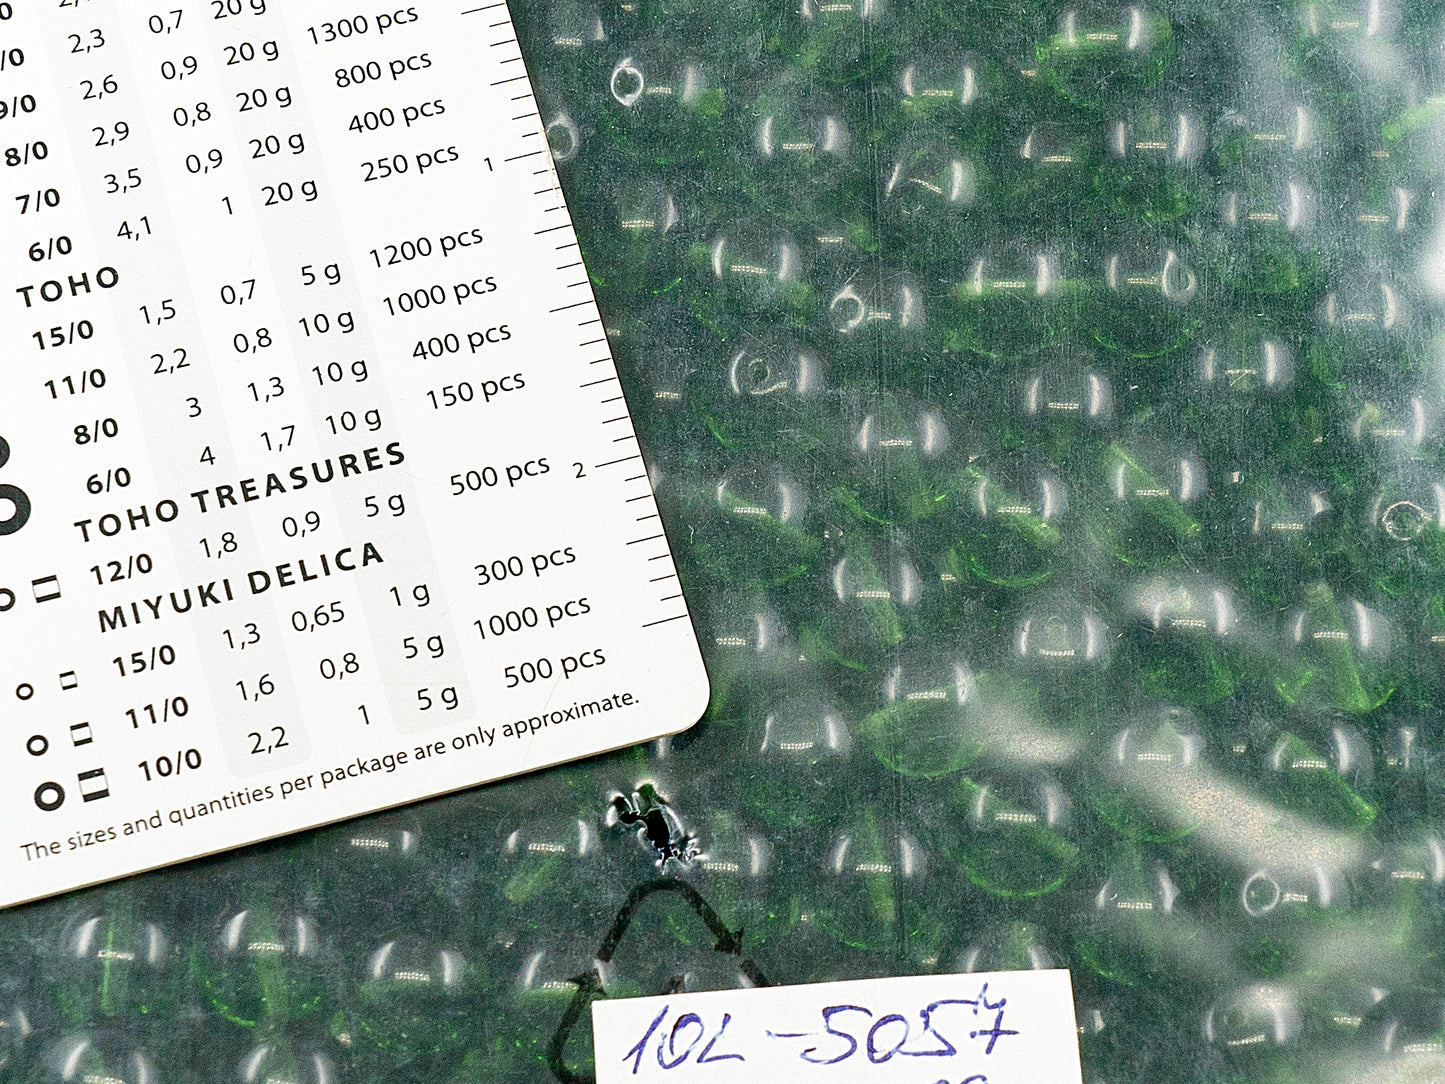 /0 2,3 0,7 20 g
9/0 2,6 0,9 20 g 1300 pcs
8/0 2,9 0,8 20 g 800 pcs
7/0 3,5 0,9 20 g 400 pcs
6/0 4,1 1 20 g 250 pcs 1
TOHO
15/0 1,5 0,7 5 g 1200 pcs
11/0 2,2 0,8 10 g 1000 pcs
8/0 3 1,3 10 g 400 pcs
6/0 4 1,7 10 g 150 pcs
TOHO TREASURES
12/0 1,8 0,9 5 g 500 pcs 2
MIYUKI DELICA
15/0 1,3 0,65 1 g 300 pcs
11/0 1,6 0,8 5 g 1000 pcs
10/0 2,2 1 5 g 500 pcs
The sizes and quantities per package are only approximate.
10L-5057